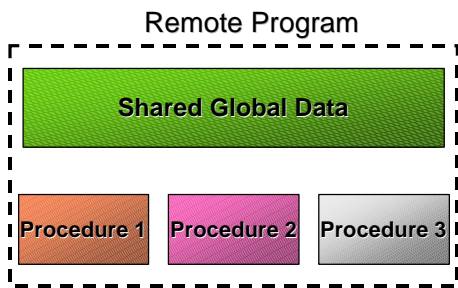 Remote Program
Shared Global Data
Procedure 1 Procedure 2 Procedure 3